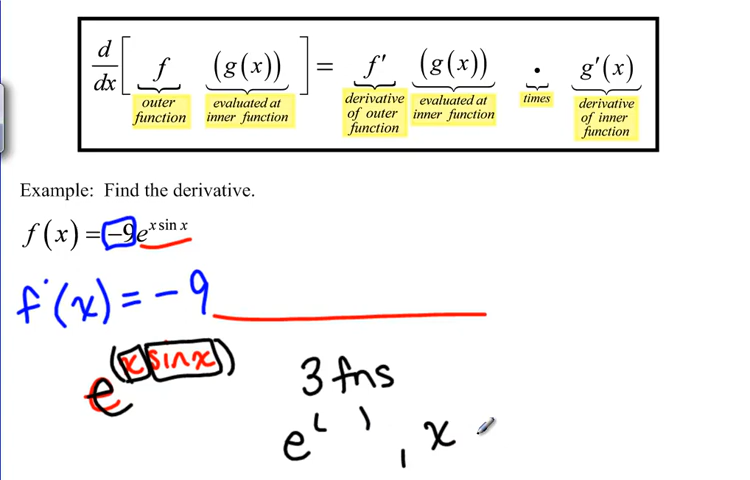 d/dx [ f (g(x)) ] = f' (g(x)) · g'(x)
outer function evaluated at inner function derivative of outer function evaluated at inner function times derivative of inner function
Example: Find the derivative.
f(x) = -9e^{x sin x}
f'(x) = -9
e^{(x sin x)} 3 fns
e^{( )} , x